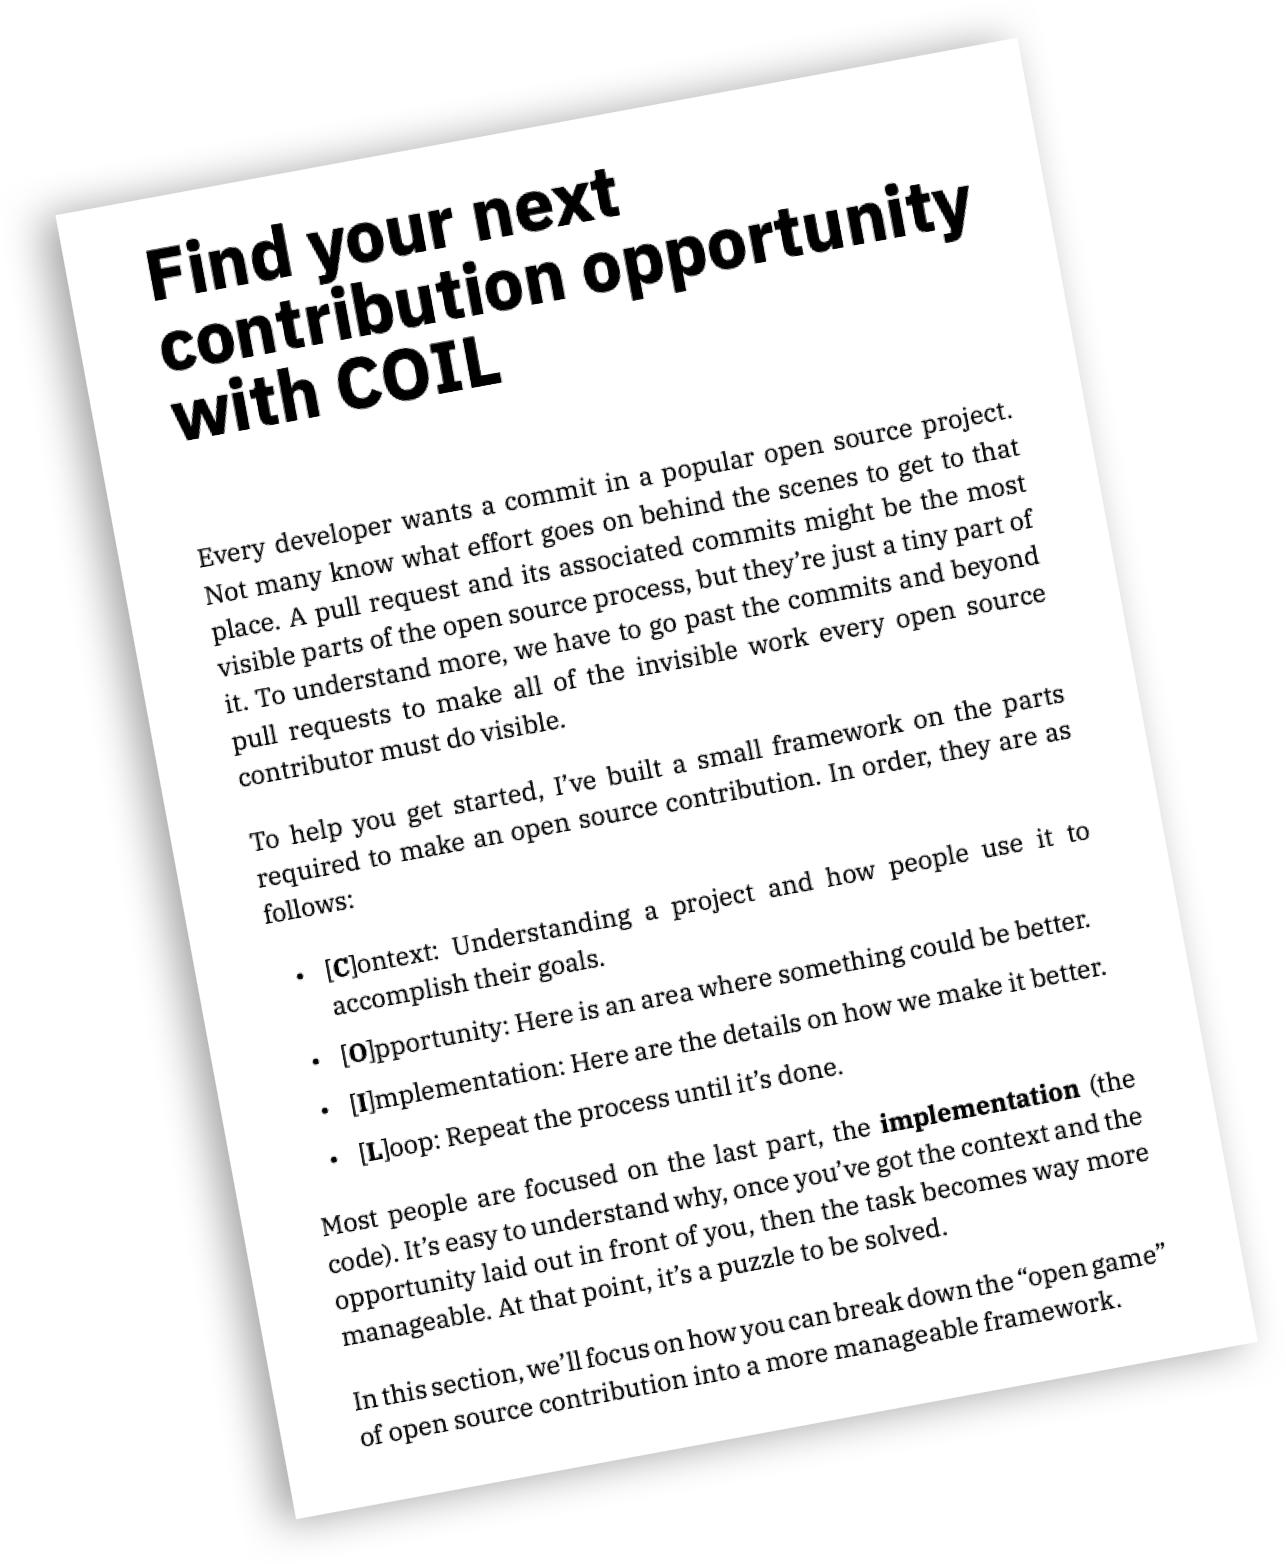 Find your next
contribution opportunity
with COIL
Every developer wants a commit in a popular open source project.
Not many know what effort goes on behind the scenes to get to that
place. A pull request and its associated commits might be the most
visible parts of the open source process, but they’re just a tiny part of
it. To understand more, we have to go past the commits and beyond
pull requests to make all of the invisible work every open source
contributor must do visible.
To help you get started, I’ve built a small framework on the parts
required to make an open source contribution. In order, they are as
follows:
• [C]ontext: Understanding a project and how people use it to
accomplish their goals.
• [O]pportunity: Here is an area where something could be better.
• [I]mplementation: Here are the details on how we make it better.
• [L]oop: Repeat the process until it’s done.
Most people are focused on the last part, the implementation (the
code). It’s easy to understand why, once you’ve got the context and the
opportunity laid out in front of you, then the task becomes way more
manageable. At that point, it’s a puzzle to be solved.
In this section, we’ll focus on how you can break down the “open game”
of open source contribution into a more manageable framework.